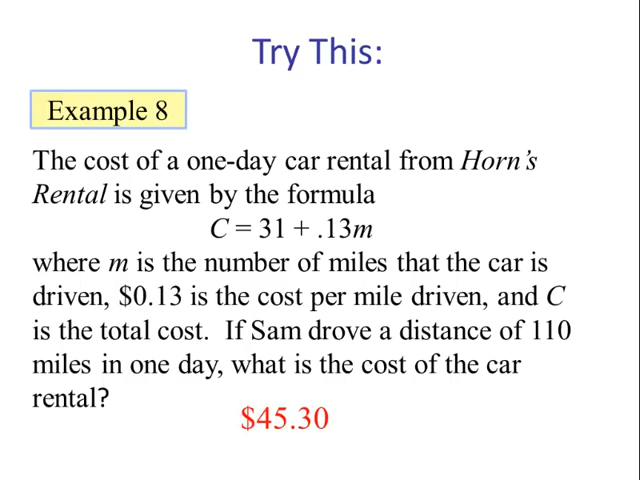 Try This:
Example 8
The cost of a one-day car rental from Horn’s
Rental is given by the formula
C = 31 + .13m
where m is the number of miles that the car is
driven, $0.13 is the cost per mile driven, and C
is the total cost.  If Sam drove a distance of 110
miles in one day, what is the cost of the car
rental?
$45.30